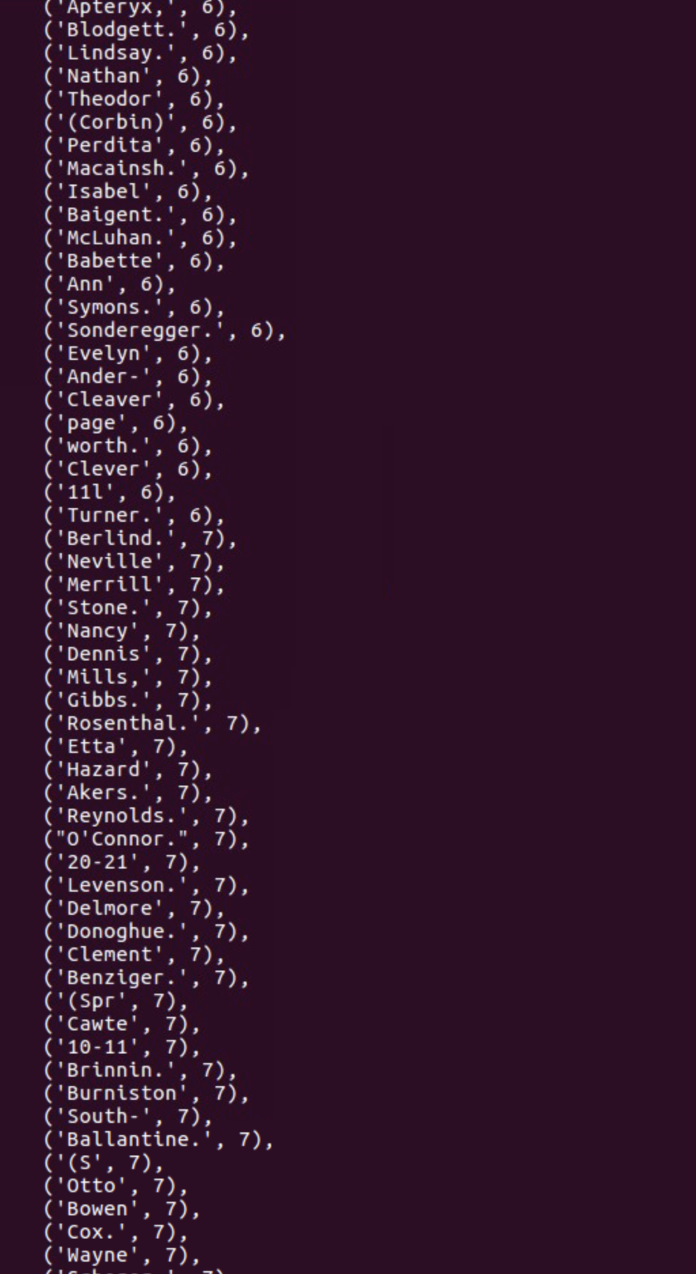 ('Apteryx,', 6),
('Blodgett.', 6),
('Lindsay.', 6),
('Nathan', 6),
('Theodor', 6),
('(Corbin)', 6),
('Perdita', 6),
('Macainsh.', 6),
('Isabel', 6),
('Baigent.', 6),
('McLuhan.', 6),
('Babette', 6),
('Ann', 6),
('Symons.', 6),
('Sonderegger.', 6),
('Evelyn', 6),
('Ander-', 6),
('Cleaver', 6),
('page', 6),
('worth.', 6),
('Clever', 6),
('11l', 6),
('Turner.', 6),
('Berlind.', 7),
('Neville', 7),
('Merrill', 7),
('Stone.', 7),
('Nancy', 7),
('Dennis', 7),
('Mills,', 7),
('Gibbs.', 7),
('Rosenthal.', 7),
('Etta', 7),
('Hazard', 7),
('Akers.', 7),
('Reynolds.', 7),
("O'Connor.", 7),
('20-21', 7),
('Levenson.', 7),
('Delmore', 7),
('Donoghue.', 7),
('Clement', 7),
('Benziger.', 7),
('(Spr', 7),
('Cawte', 7),
('10-11', 7),
('Brinnin.', 7),
('Burniston', 7),
('South-', 7),
('Ballantine.', 7),
('(S', 7),
('Otto', 7),
('Bowen', 7),
('Cox.', 7),
('Wayne', 7),